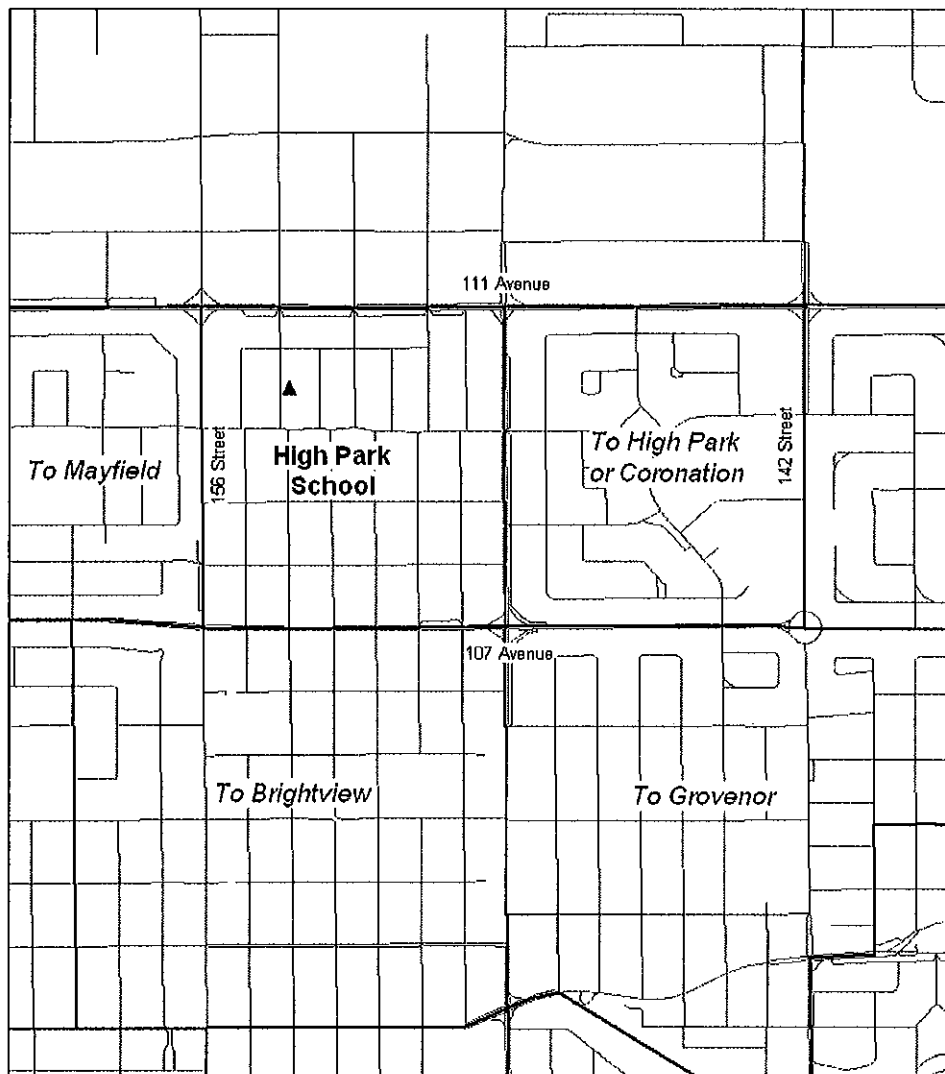 111 Avenue
To Mayfield
156 Street
High Park
School
To High Park
or Coronation
142 Street
107 Avenue
To Brightview
To Grovenor